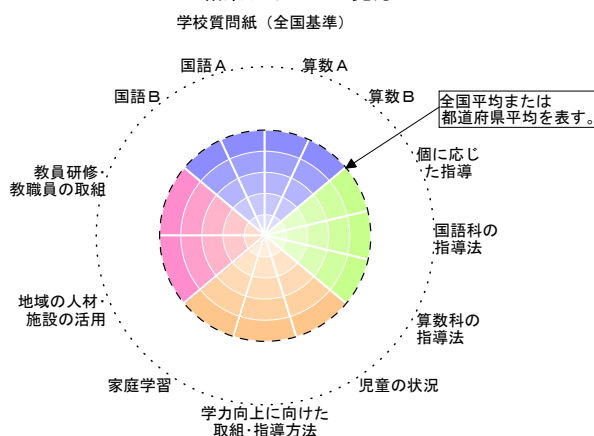 学校質問紙（全国基準）
国語Ａ
算数Ａ
国語Ｂ
算数Ｂ
全国平均または
都道府県平均を表す。
個に応じ
た指導
教員研修･
教職員の取組
国語科の
指導法
地域の人材･
施設の活用
算数科の
指導法
家庭学習
児童の状況
学力向上に向けた
取組･指導方法